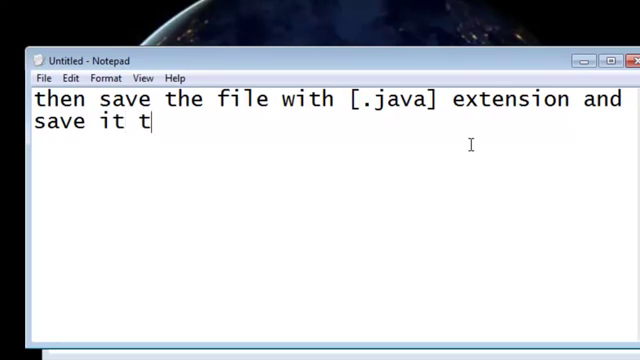 Untitled - Notepad
File Edit Format View Help
then save the file with [.java] extension and
save it t